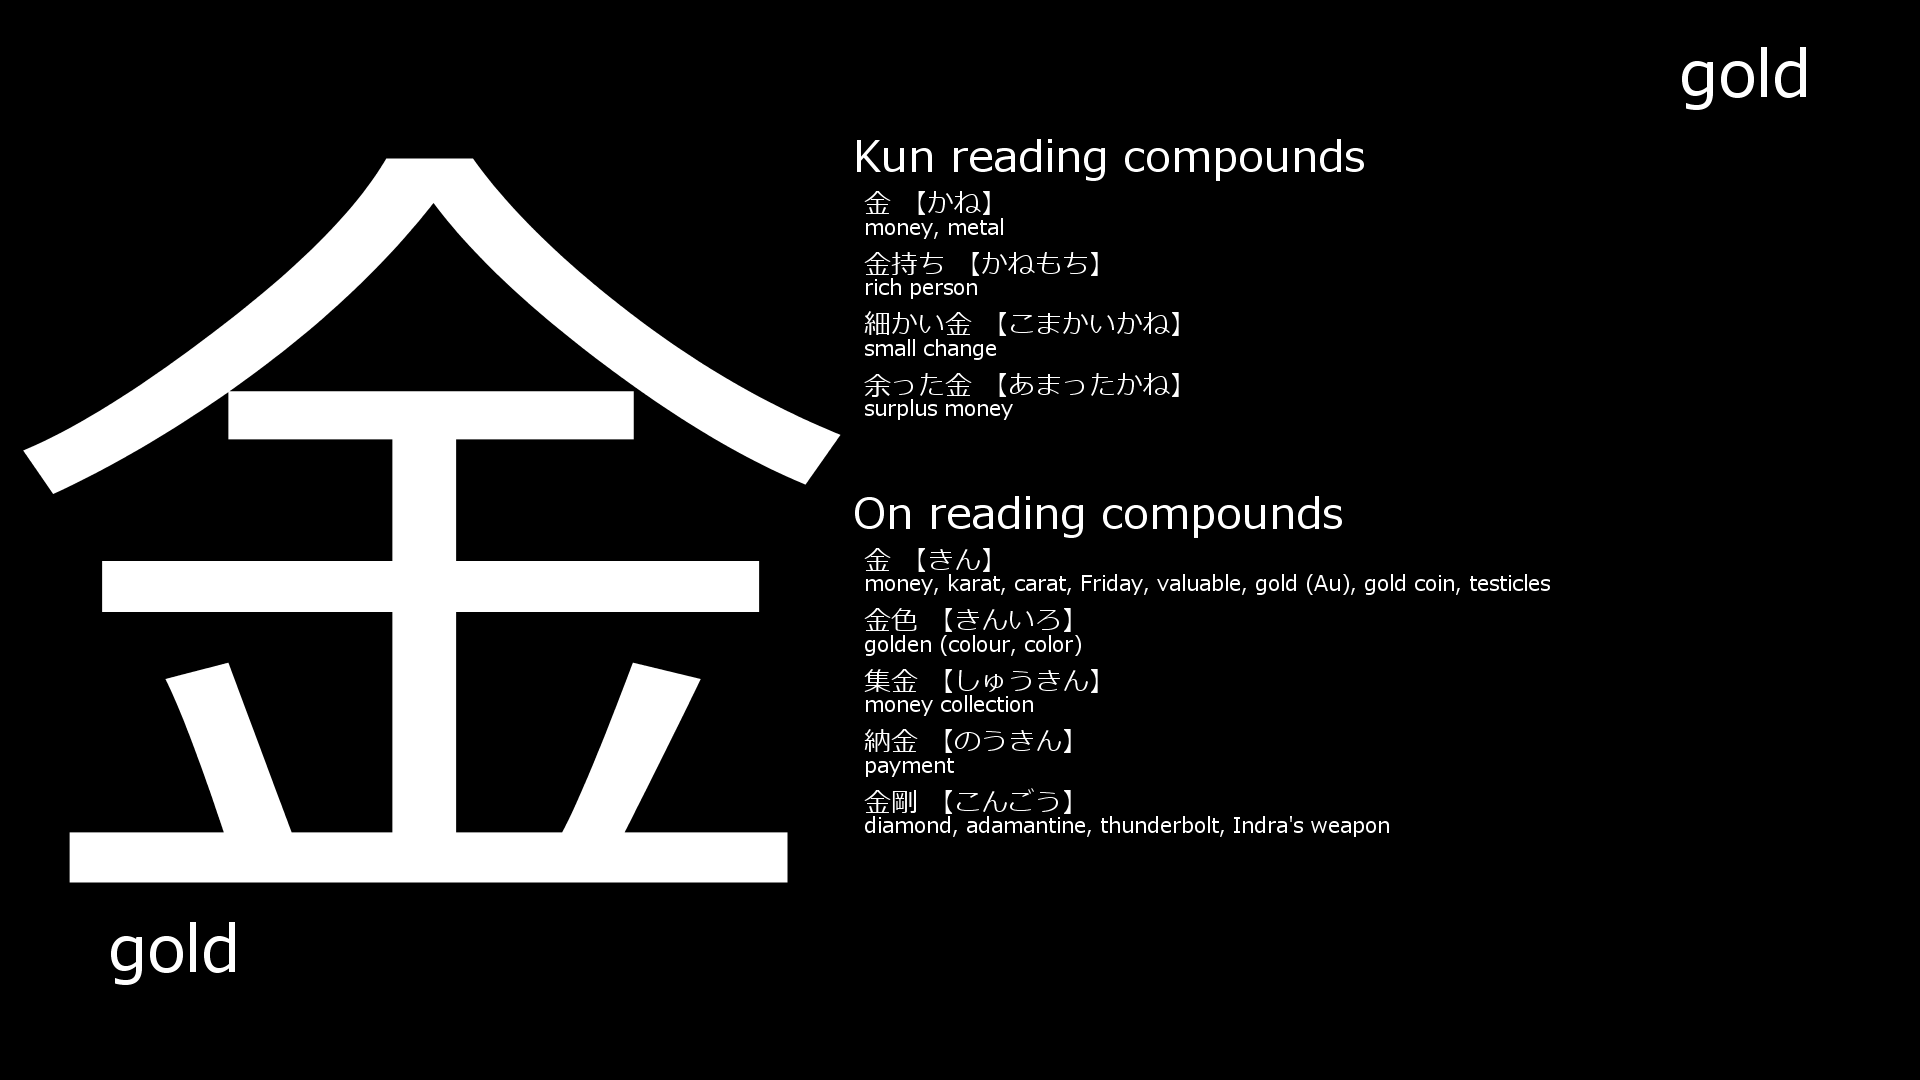 gold
金
Kun reading compounds
金 【かね】
money, metal
金持ち 【かねもち】
rich person
細かい金 【こまかいかね】
small change
余った金 【あまったかね】
surplus money
On reading compounds
金 【きん】
money, karat, carat, Friday, valuable, gold (Au), gold coin, testicles
金色 【きんいろ】
golden (colour, color)
集金 【しゅうきん】
money collection
納金 【のうきん】
payment
金剛 【こんごう】
diamond, adamantine, thunderbolt, Indra's weapon
gold